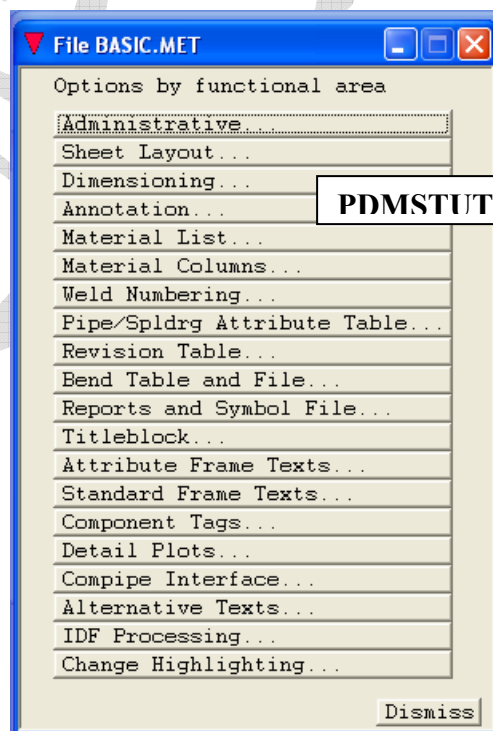 File BASIC.MET
Options by functional area
Administrative...
Sheet Layout...
Dimensioning...
PDMSTUT
Annotation...
Material List...
Material Columns...
Weld Numbering...
Pipe/Spldrg Attribute Table...
Revision Table...
Bend Table and File...
Reports and Symbol File...
Titleblock...
Attribute Frame Texts...
Standard Frame Texts...
Component Tags...
Detail Plots...
Compipe Interface...
Alternative Texts...
IDF Processing...
Change Highlighting...
Dismiss